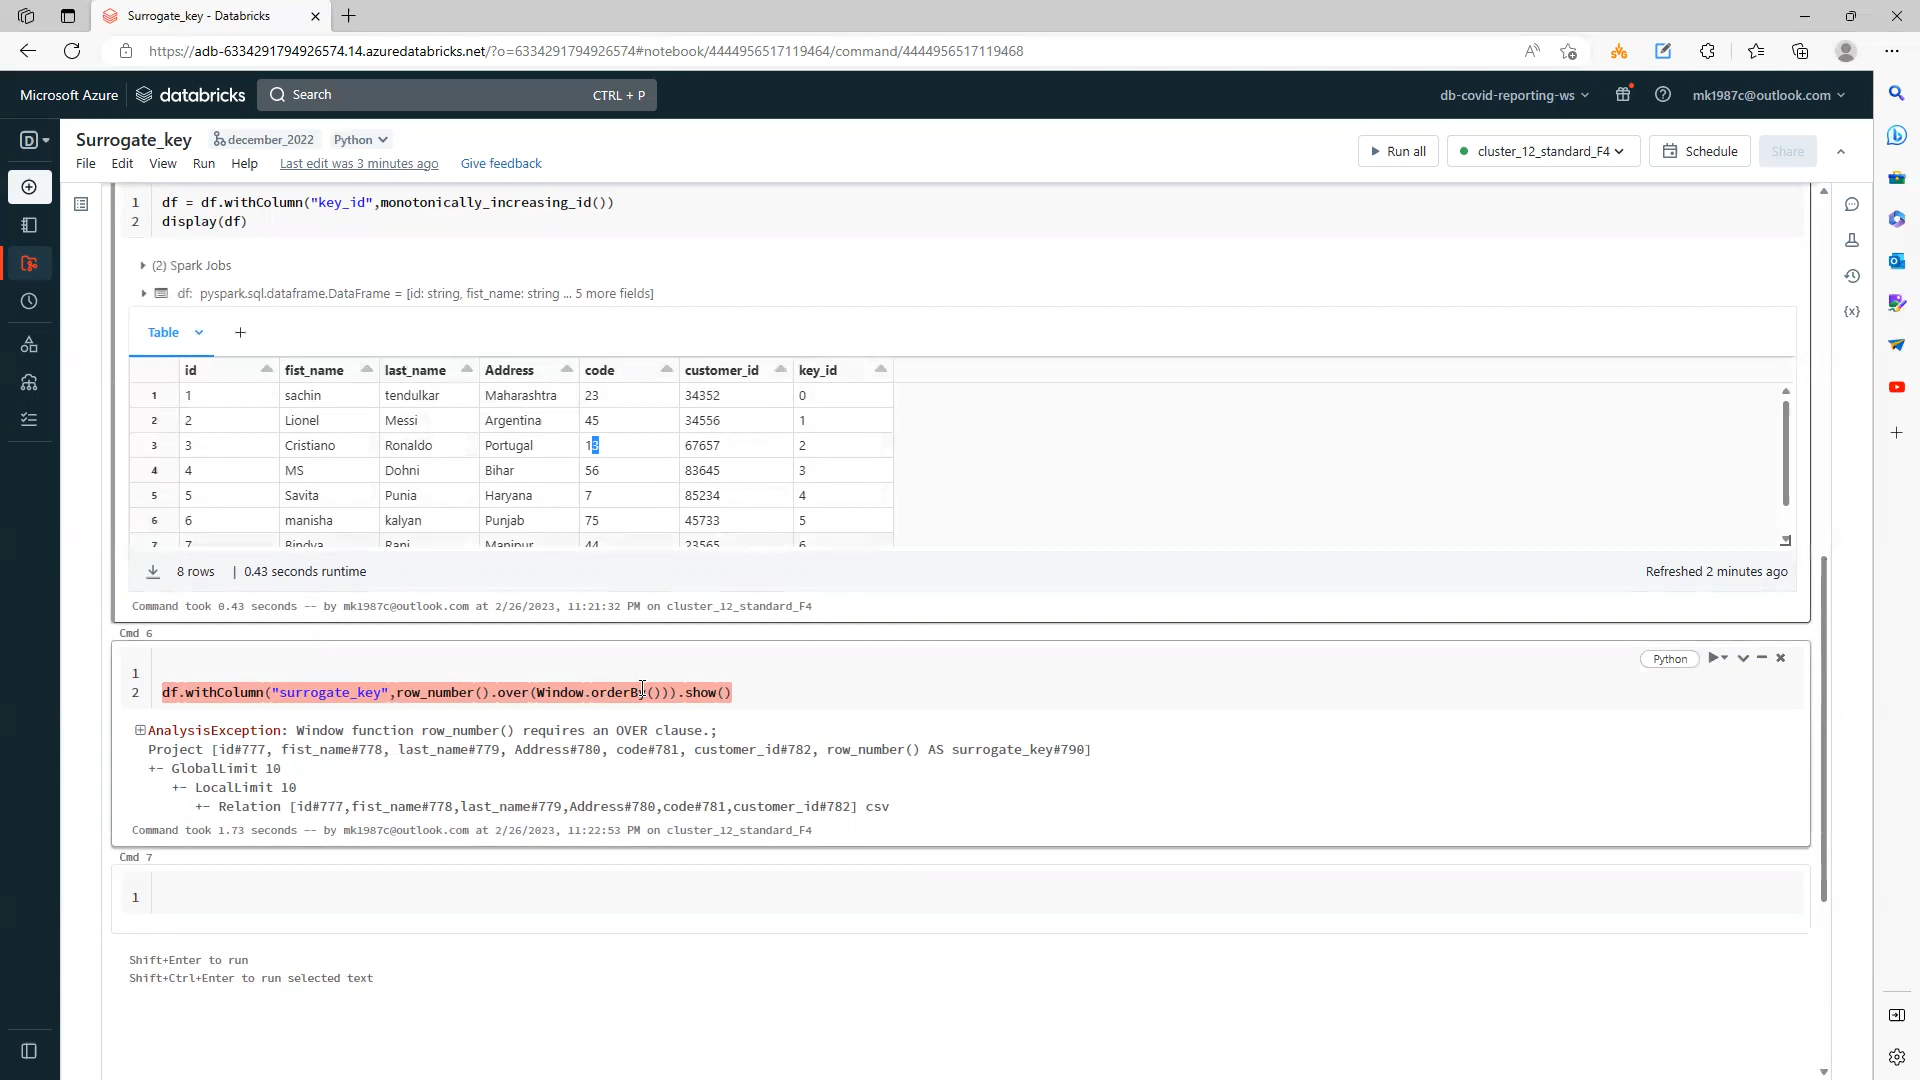 Surrogate_key - Databricks
https://adb-6334291794926574.14.azuredatabricks.net/?o=6334291794926574#notebook/4444956517119464/command/4444956517119468
Microsoft Azure databricks Search CTRL + P db-covid-reporting-ws mk1987c@outlook.com
Surrogate_key december_2022 Python
File Edit View Run Help Last edit was 3 minutes ago Give feedback
Run all cluster_12_standard_F4 Schedule Share
1 df = df.withColumn("key_id",monotonically_increasing_id())
2 display(df)
(2) Spark Jobs
df: pyspark.sql.dataframe.DataFrame = [id: string, fist_name: string ... 5 more fields]
Table +
id fist_name last_name Address code customer_id key_id
1 1 sachin tendulkar Maharashtra 23 34352 0
2 2 Lionel Messi Argentina 45 34556 1
3 3 Cristiano Ronaldo Portugal 13 67657 2
4 4 MS Dohni Bihar 56 83645 3
5 5 Savita Punia Haryana 7 85234 4
6 6 manisha kalyan Punjab 75 45733 5
7 7 Bindya Rani Manipur 44 23565 6
8 rows | 0.43 seconds runtime Refreshed 2 minutes ago
Command took 0.43 seconds -- by mk1987c@outlook.com at 2/26/2023, 11:21:32 PM on cluster_12_standard_F4
Cmd 6
Python
1
2 df.withColumn("surrogate_key",row_number().over(Window.orderBy())).show()
AnalysisException: Window function row_number() requires an OVER clause.;
Project [id#777, fist_name#778, last_name#779, Address#780, code#781, customer_id#782, row_number() AS surrogate_key#790]
+- GlobalLimit 10
+- LocalLimit 10
+- Relation [id#777,fist_name#778,last_name#779,Address#780,code#781,customer_id#782] csv
Command took 1.73 seconds -- by mk1987c@outlook.com at 2/26/2023, 11:22:53 PM on cluster_12_standard_F4
Cmd 7
1
Shift+Enter to run
Shift+Ctrl+Enter to run selected text